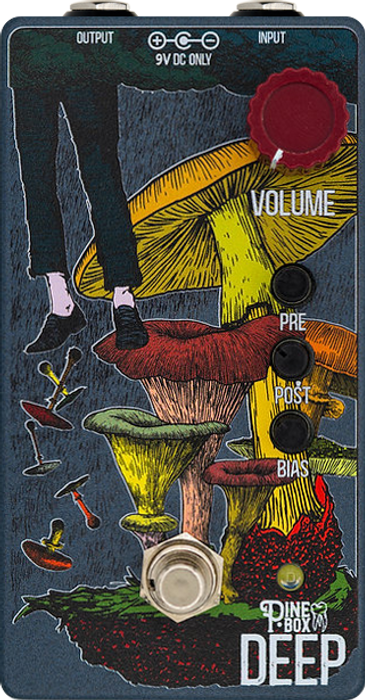 OUTPUT
INPUT
9V DC ONLY
VOLUME
PRE
POST
BIAS
PINE
BOX
DEEP